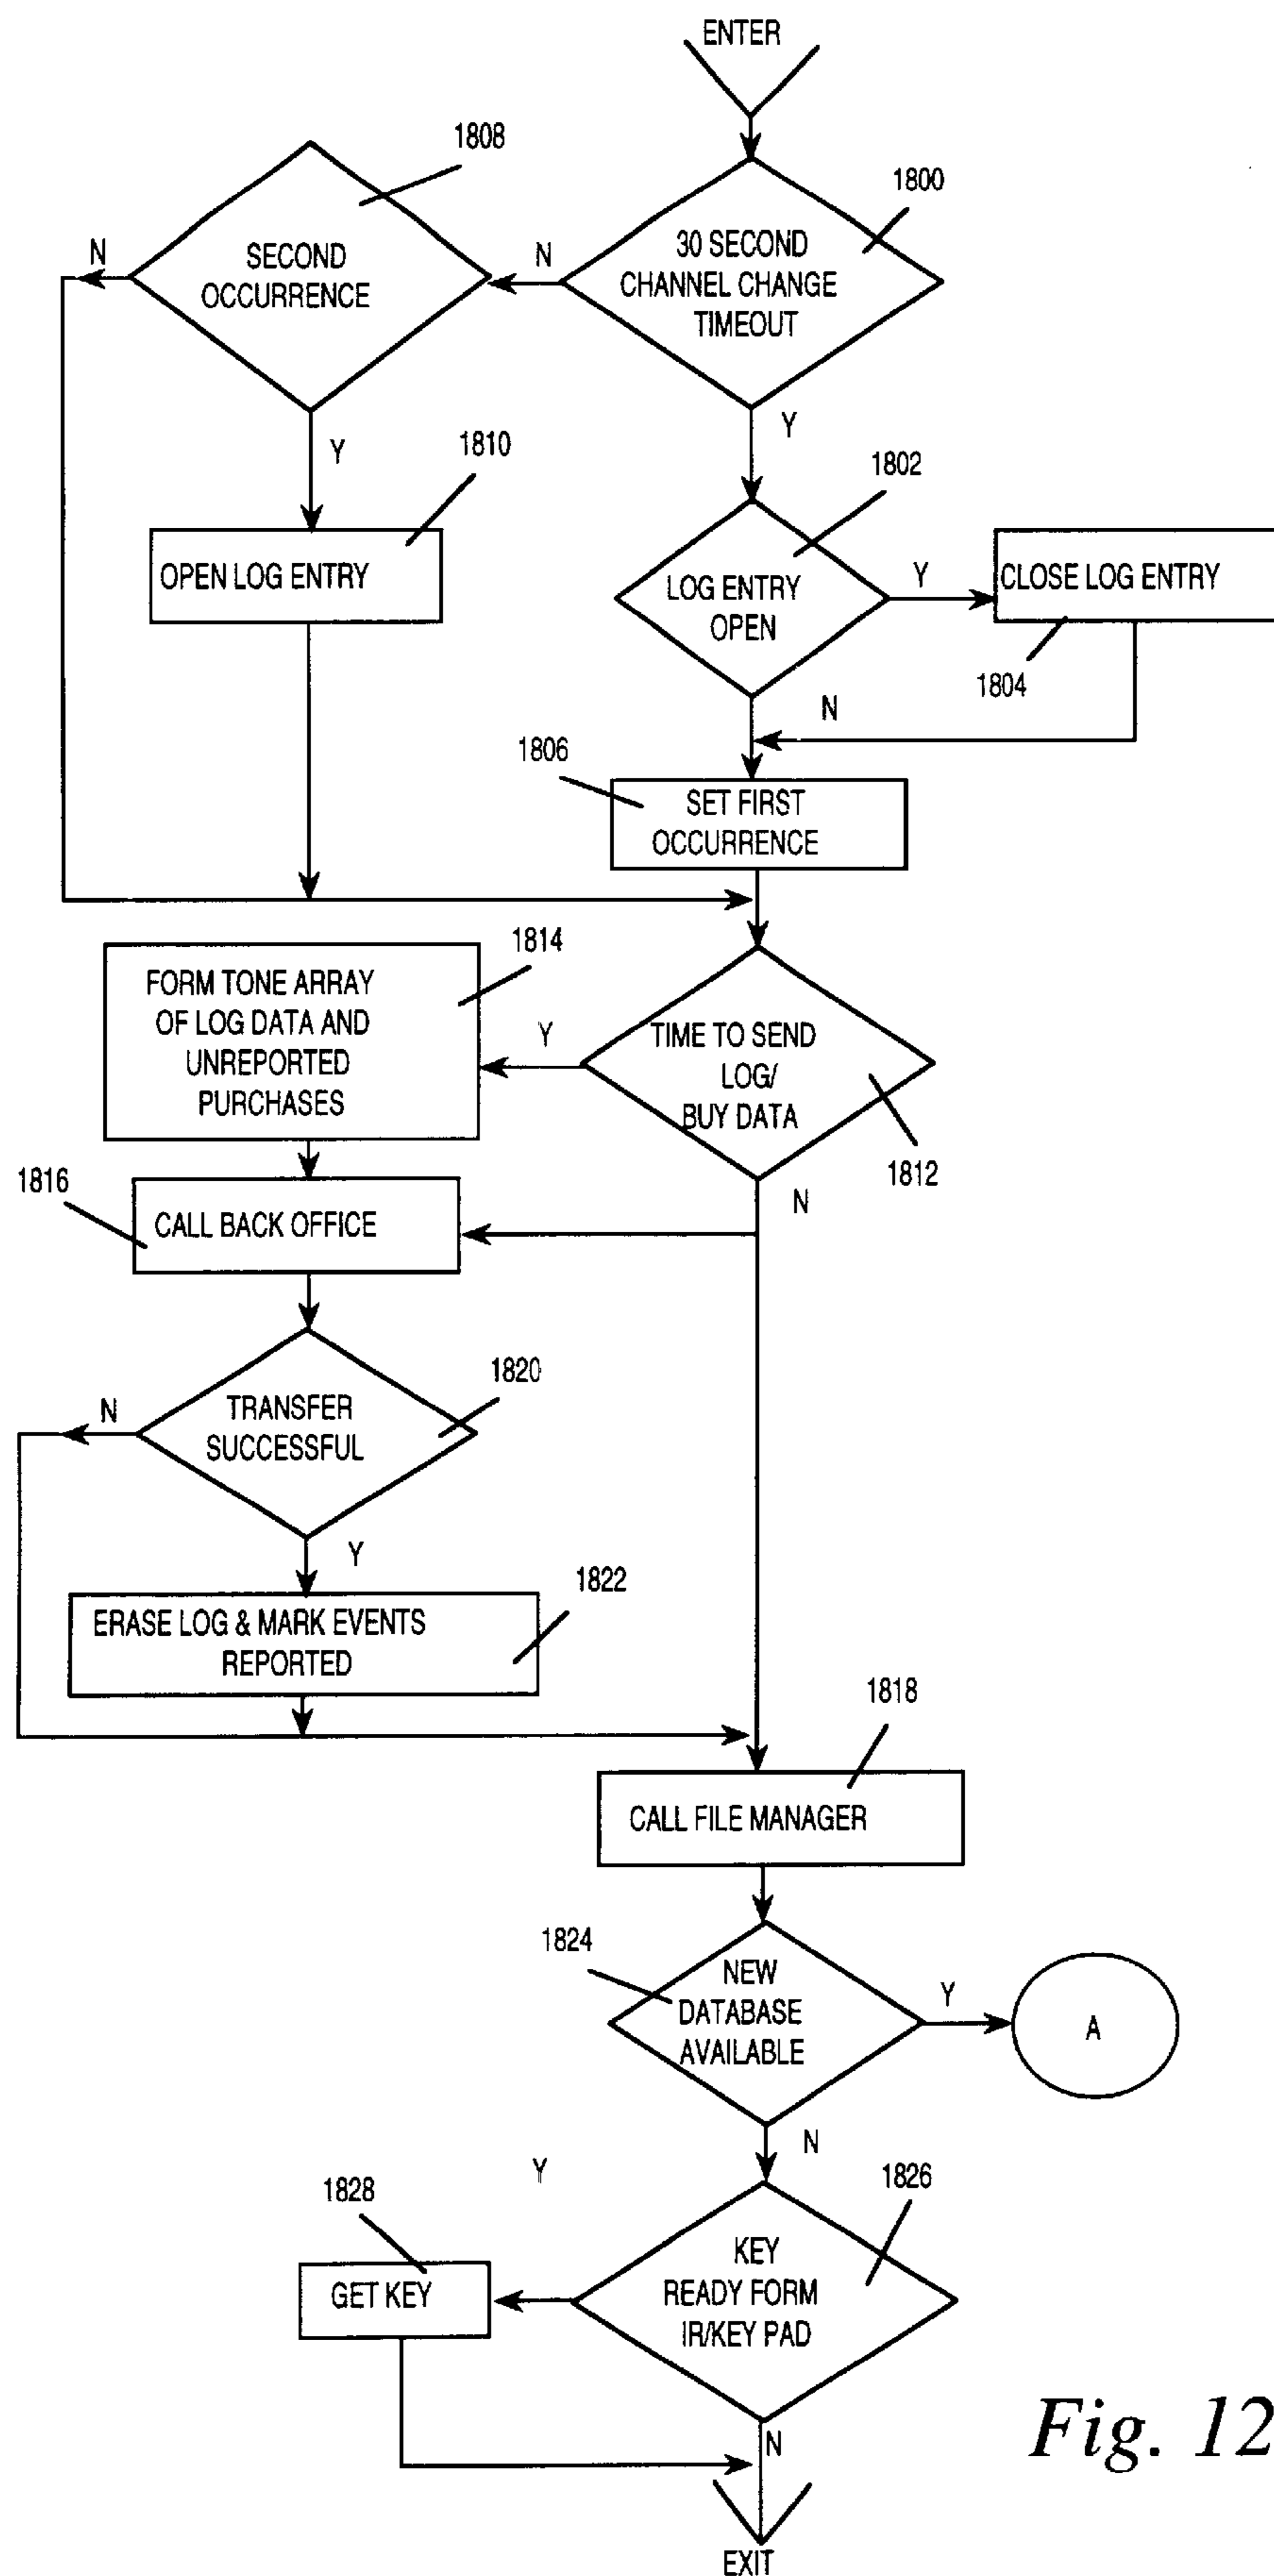 ENTER
1808
1800
N
SECOND
OCCURRENCE
N
30 SECOND
CHANNEL CHANGE
TIMEOUT
Y
Y
1810
1802
OPEN LOG ENTRY
LOG ENTRY
OPEN
Y
CLOSE LOG ENTRY
1804
N
1806
SET FIRST
OCCURRENCE
1814
FORM TONE ARRAY
OF LOG DATA AND
UNREPORTED
PURCHASES
Y
TIME TO SEND
LOG/
BUY DATA
1812
N
1816
CALL BACK OFFICE
1820
N
TRANSFER
SUCCESSFUL
Y
1822
ERASE LOG & MARK EVENTS
REPORTED
1818
CALL FILE MANAGER
1824
NEW
DATABASE
AVAILABLE
Y
A
N
Y
1828
1826
GET KEY
KEY
READY FORM
IR/KEY PAD
N
Fig. 12
EXIT